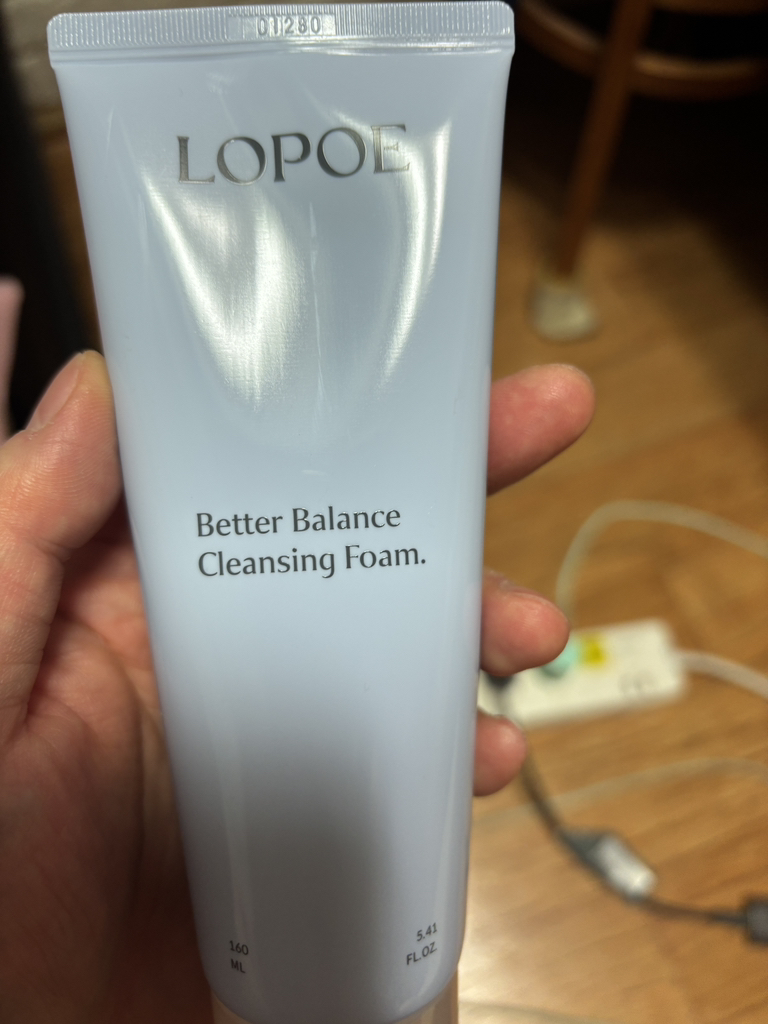 01280
LOPOE
Better Balance
Cleansing Foam.
160
ML
5.41
FL.OZ.